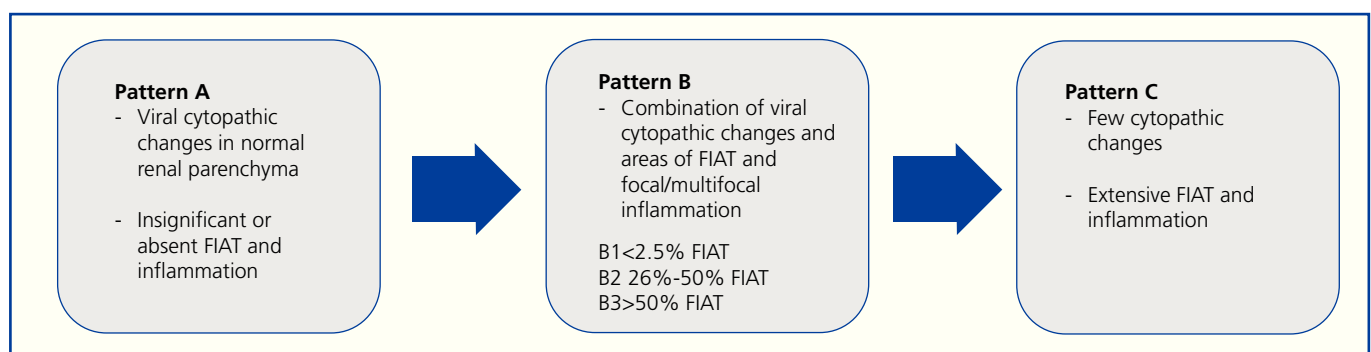 Pattern A
- Viral cytopathic
changes in normal
renal parenchyma
- Insignificant or
absent FIAT and
inflammation
Pattern B
- Combination of viral
cytopathic changes and
areas of FIAT and
focal/multifocal
inflammation
B1<2.5% FIAT
B2 26%-50% FIAT
B3>50% FIAT
Pattern C
- Few cytopathic
changes
- Extensive FIAT and
inflammation